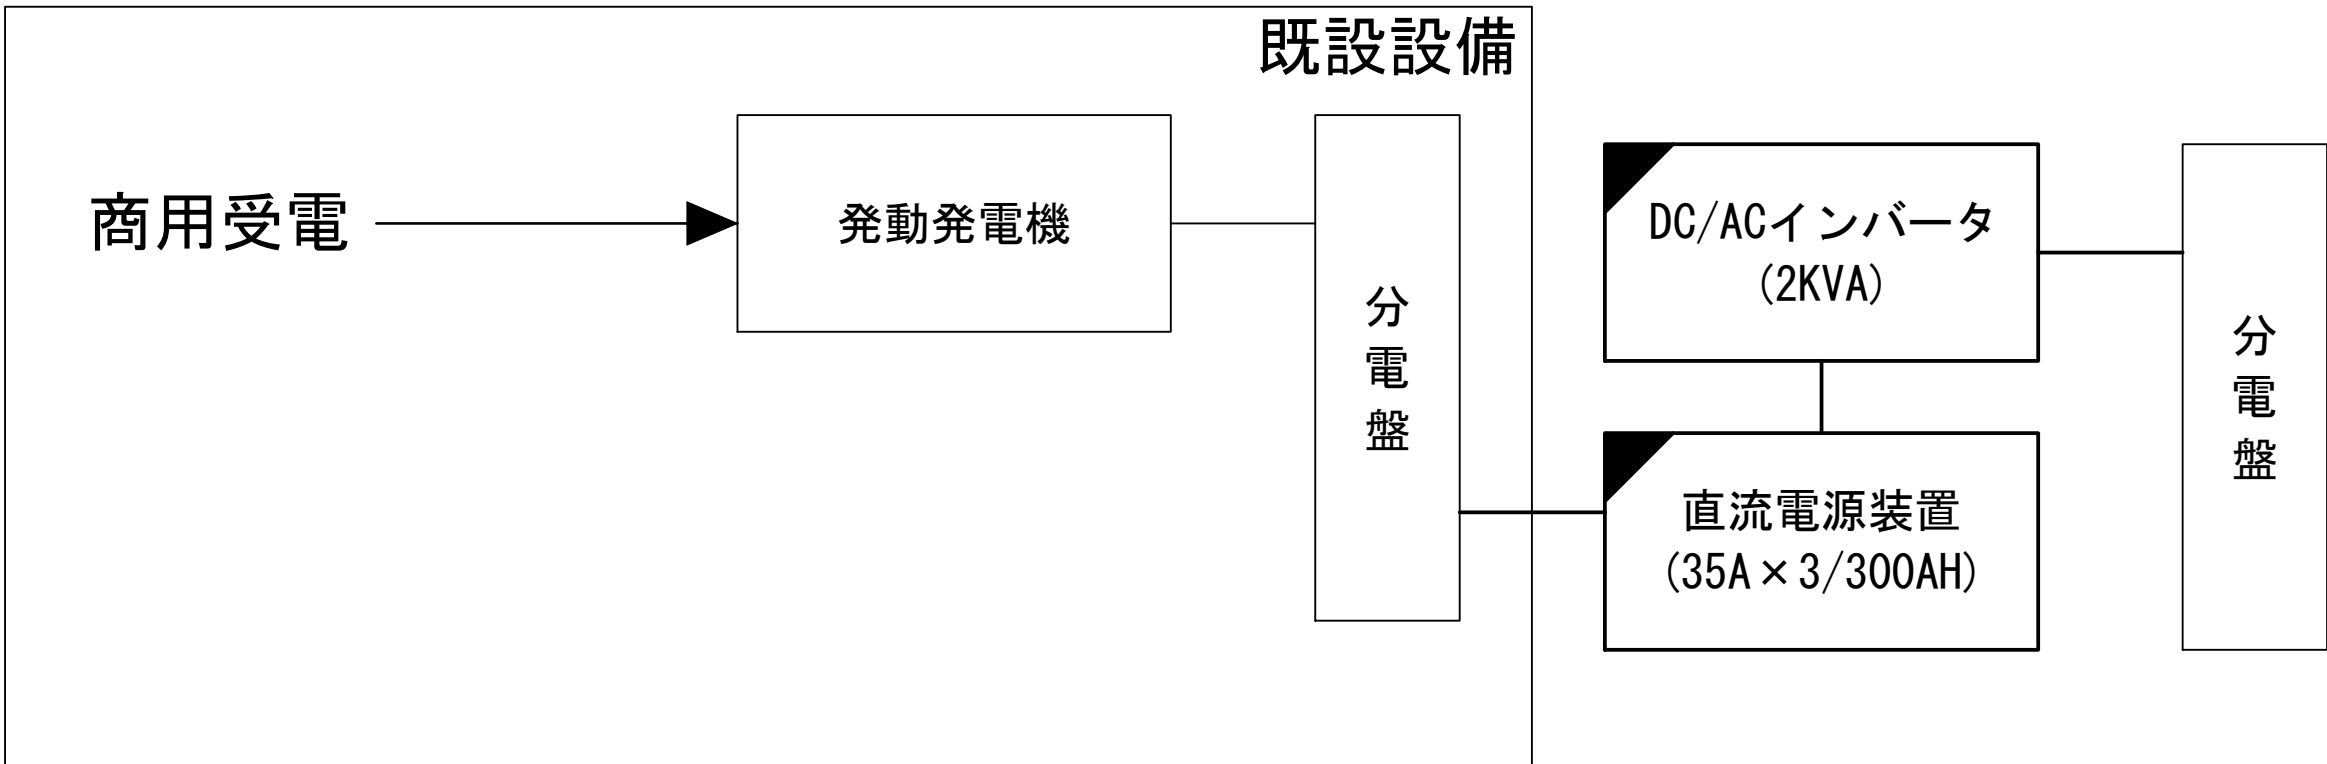 既設設備
商用受電
発動発電機
分電盤
DC/ACインバータ
(2KVA)
直流電源装置
(35A×3/300AH)
分電盤